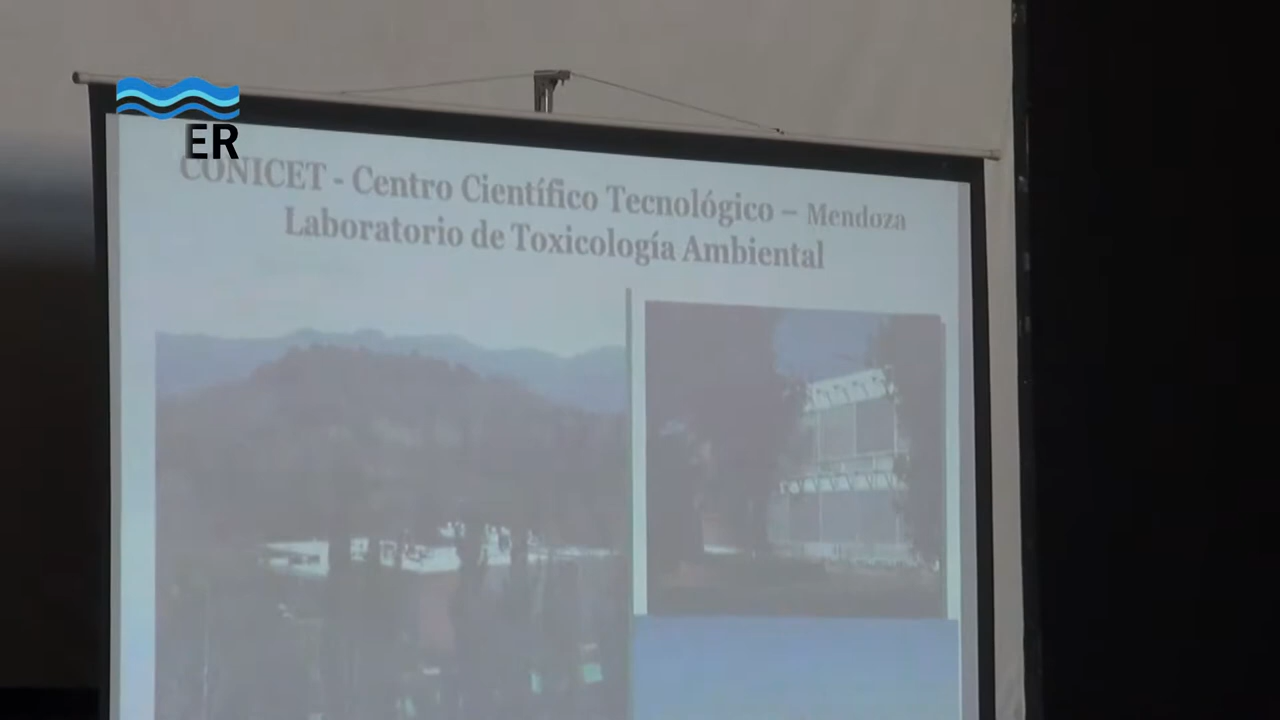 ER
CONICET - Centro Científico Tecnológico – Mendoza
Laboratorio de Toxicología Ambiental